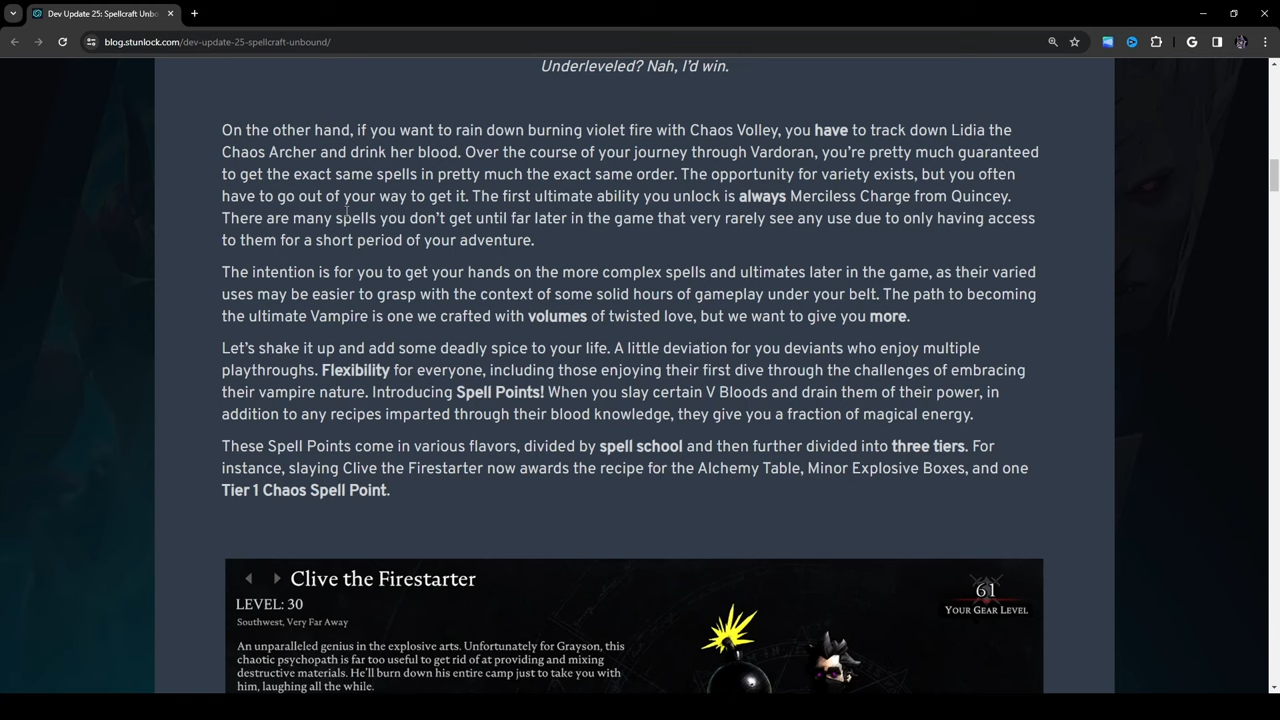 Dev Update 25: Spellcraft Unbo
blog.stunlock.com/dev-update-25-spellcraft-unbound/
Underleveled? Nah, I'd win.
On the other hand, if you want to rain down burning violet fire with Chaos Volley, you have to track down Lidia the
Chaos Archer and drink her blood. Over the course of your journey through Vardoran, you're pretty much guaranteed
to get the exact same spells in pretty much the exact same order. The opportunity for variety exists, but you often
have to go out of your way to get it. The first ultimate ability you unlock is always Merciless Charge from Quincey.
There are many spells you don't get until far later in the game that very rarely see any use due to only having access
to them for a short period of your adventure.
The intention is for you to get your hands on the more complex spells and ultimates later in the game, as their varied
uses may be easier to grasp with the context of some solid hours of gameplay under your belt. The path to becoming
the ultimate Vampire is one we crafted with volumes of twisted love, but we want to give you more.
Let's shake it up and add some deadly spice to your life. A little deviation for you deviants who enjoy multiple
playthroughs. Flexibility for everyone, including those enjoying their first dive through the challenges of embracing
their vampire nature. Introducing Spell Points! When you slay certain V Bloods and drain them of their power, in
addition to any recipes imparted through their blood knowledge, they give you a fraction of magical energy.
These Spell Points come in various flavors, divided by spell school and then further divided into three tiers. For
instance, slaying Clive the Firestarter now awards the recipe for the Alchemy Table, Minor Explosive Boxes, and one
Tier 1 Chaos Spell Point.
Clive the Firestarter
LEVEL: 30
Southwest, Very Far Away
61
YOUR GEAR LEVEL
An unparalleled genius in the explosive arts. Unfortunately for Grayson, this
chaotic psychopath is far too useful to get rid of at providing and mixing
destructive materials. He'll burn down his entire camp just to take you with
him, laughing all the while.